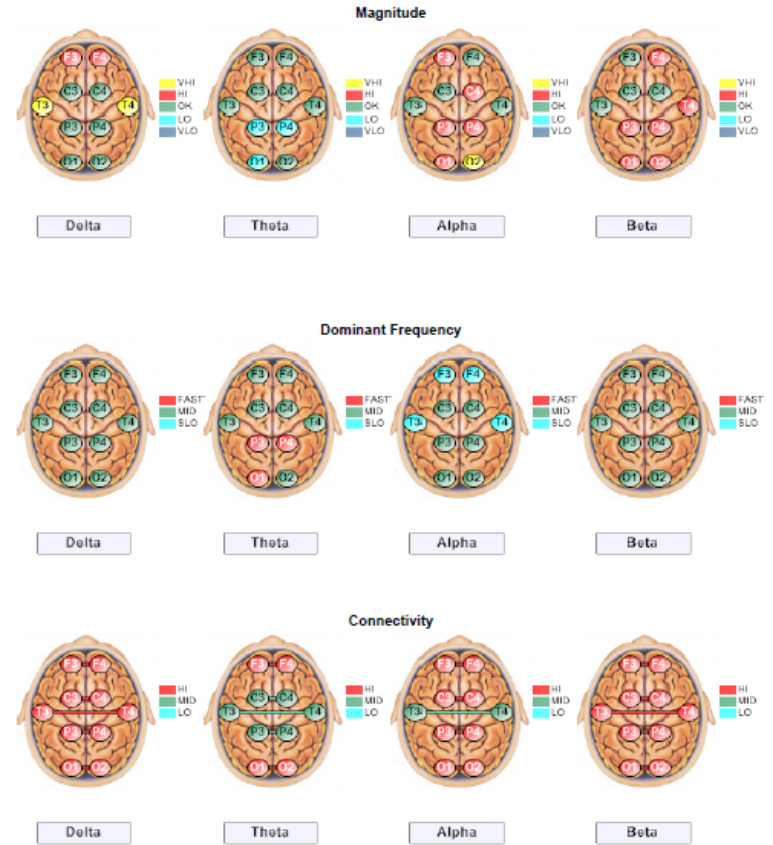 Magnitude
F3 F4 F3 F4 F3 F4 F3 F4
C3 C4 VHI C3 C4 VHI C3 C4 VHI C3 C4 VHI
T3 T4 HI T3 T4 HI T3 T4 HI T3 T4 HI
OK OK OK OK
P3 P4 LO P3 P4 LO P3 P4 LO P3 P4 LO
VLO VLO VLO VLO
O1 O2 O1 O2 O1 O2 O1 O2
Delta Theta Alpha Beta
Dominant Frequency
F3 F4 F3 F4 F3 F4 F3 F4
C3 C4 FAST C3 C4 FAST C3 C4 FAST C3 C4 FAST
T3 T4 MID T3 T4 MID T3 T4 MID T3 T4 MID
SLO SLO SLO SLO
P3 P4 P3 P4 P3 P4 P3 P4
O1 O2 O1 O2 O1 O2 O1 O2
Delta Theta Alpha Beta
Connectivity
F3 F4 F3 F4 F3 F4 F3 F4
C3 C4 HI C3 C4 HI C3 C4 HI C3 C4 HI
T3 T4 MID T3 T4 MID T3 T4 MID T3 T4 MID
LO LO LO LO
P3 P4 P3 P4 P3 P4 P3 P4
O1 O2 O1 O2 O1 O2 O1 O2
Delta Theta Alpha Beta